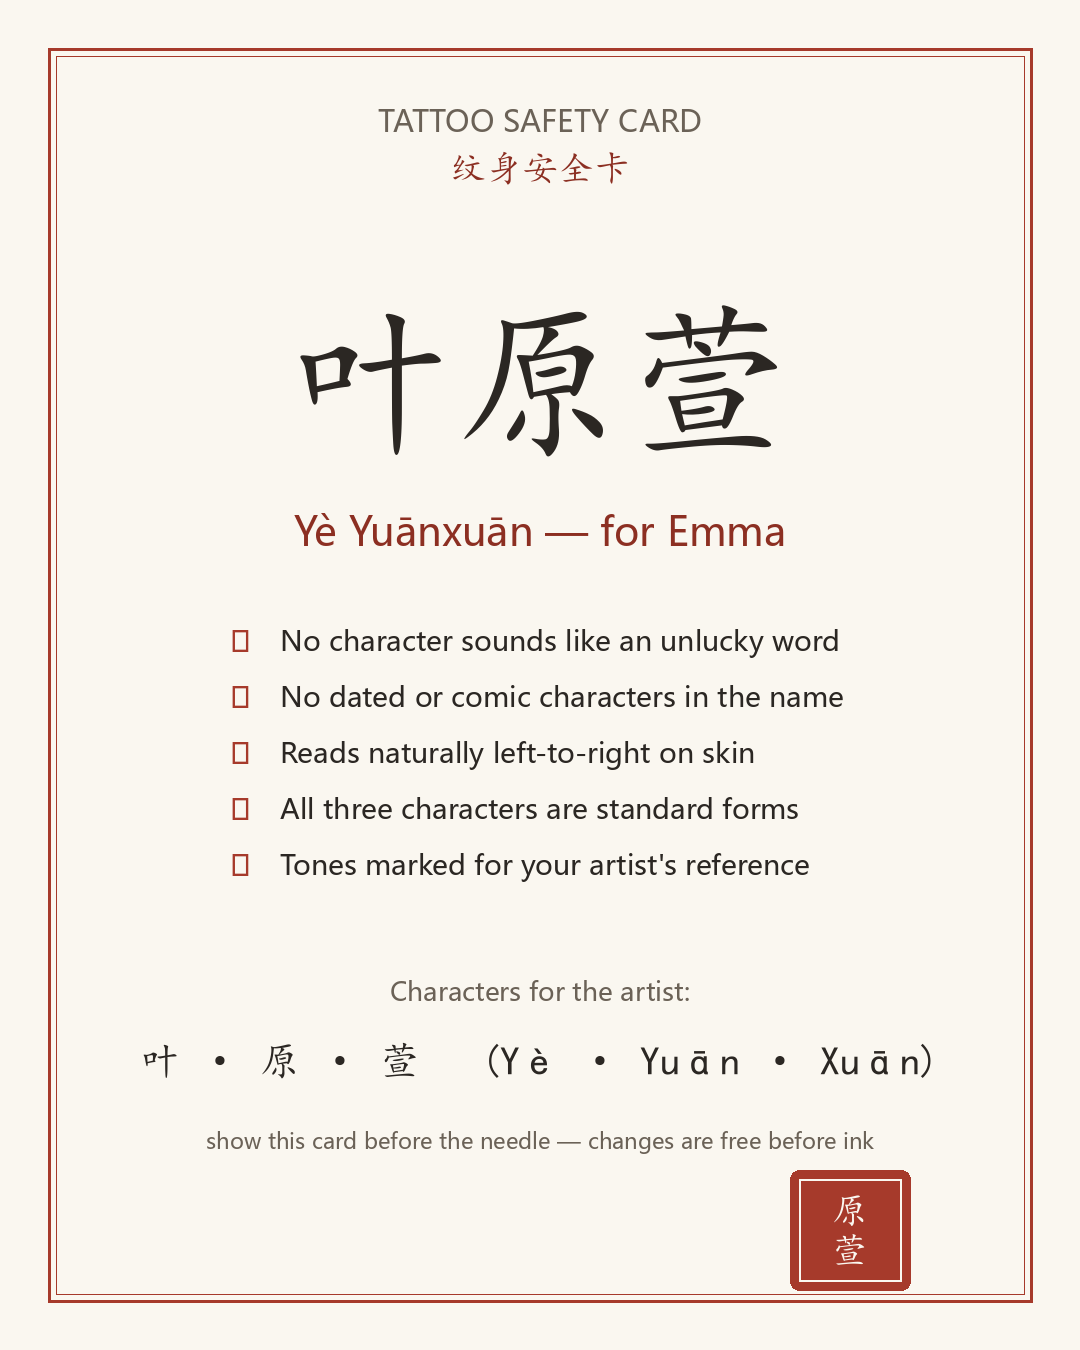 TATTOO SAFETY CARD
纹身安全卡
叶原萱
Yè Yuānxuān — for Emma
No character sounds like an unlucky word
No dated or comic characters in the name
Reads naturally left-to-right on skin
All three characters are standard forms
Tones marked for your artist's reference
Characters for the artist:
叶 • 原 • 萱 (Yè • Yuān • Xuān)
show this card before the needle — changes are free before ink
原
萱